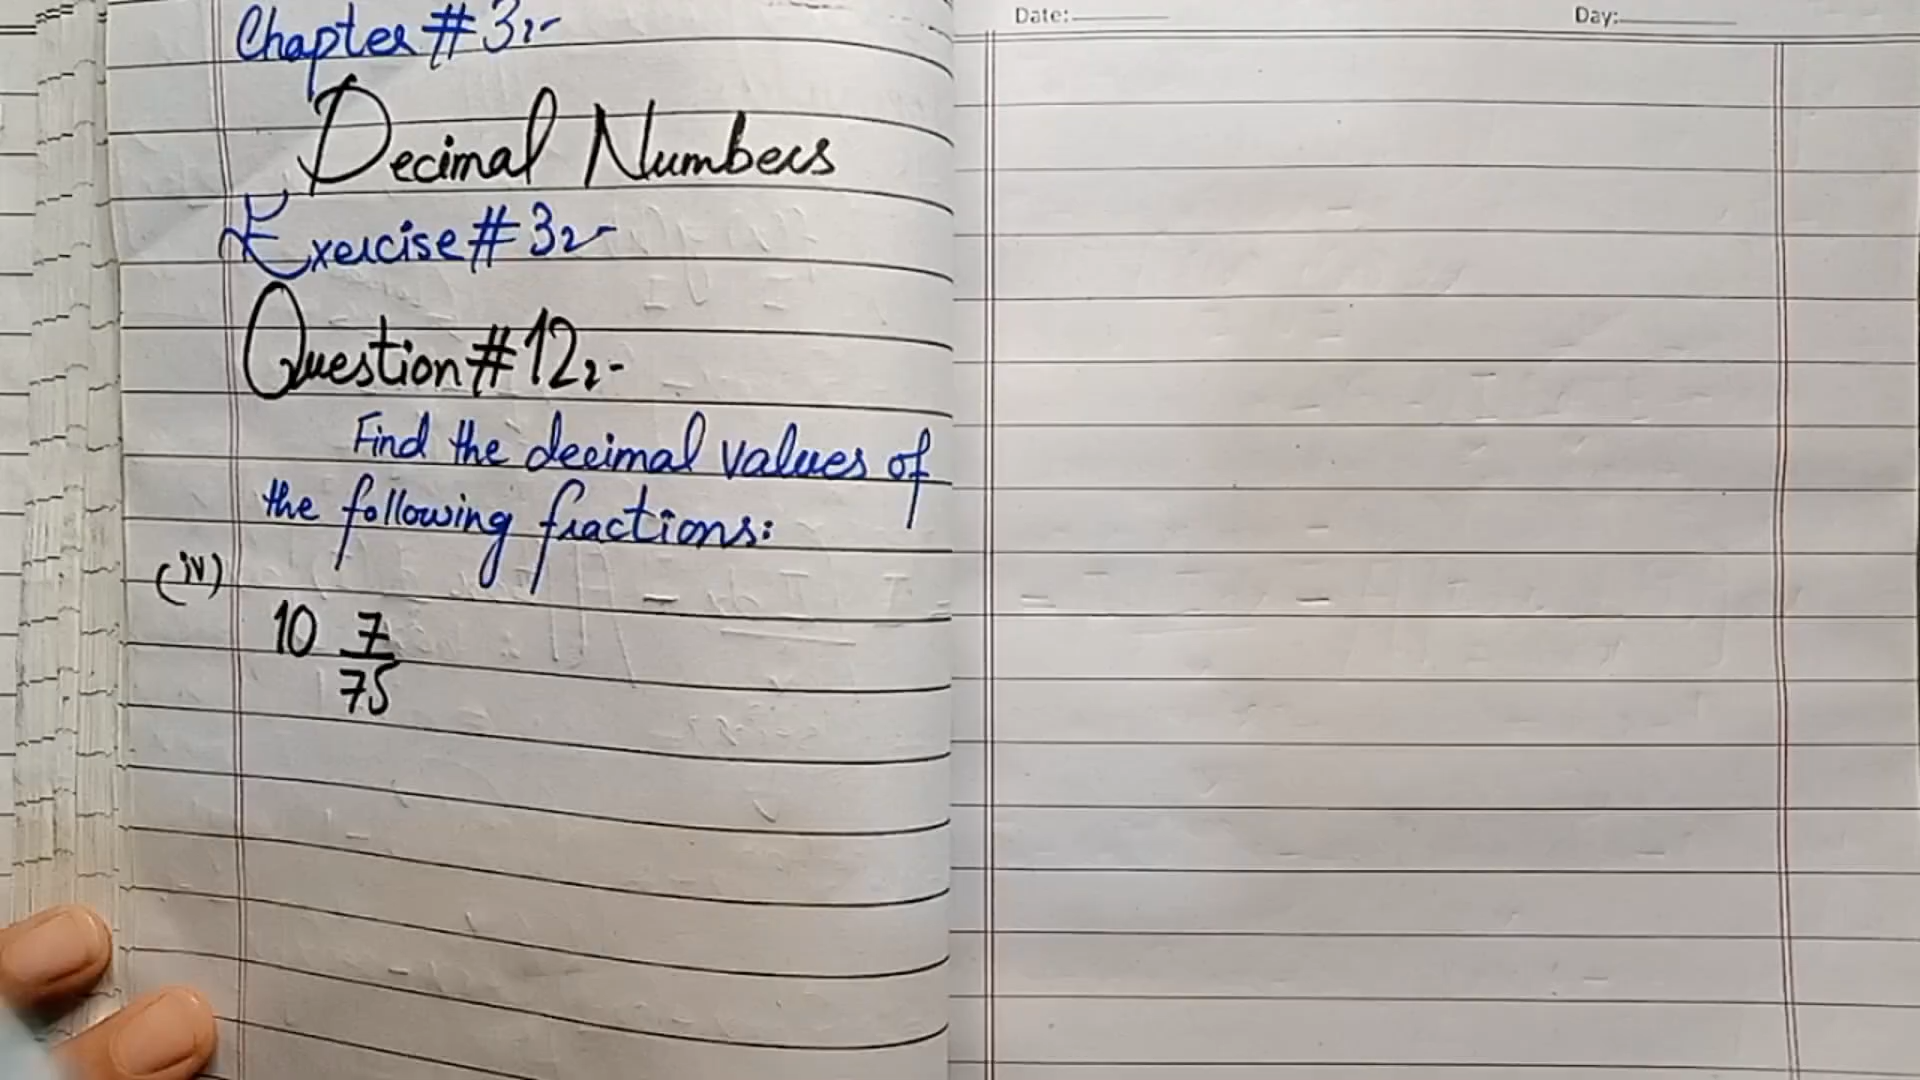 Date: Day:
Chapter # 3:-
Decimal Numbers
Exercise # 3:-
Question # 12:-
Find the decimal values of
the following fractions:
(iv)
10 7/75